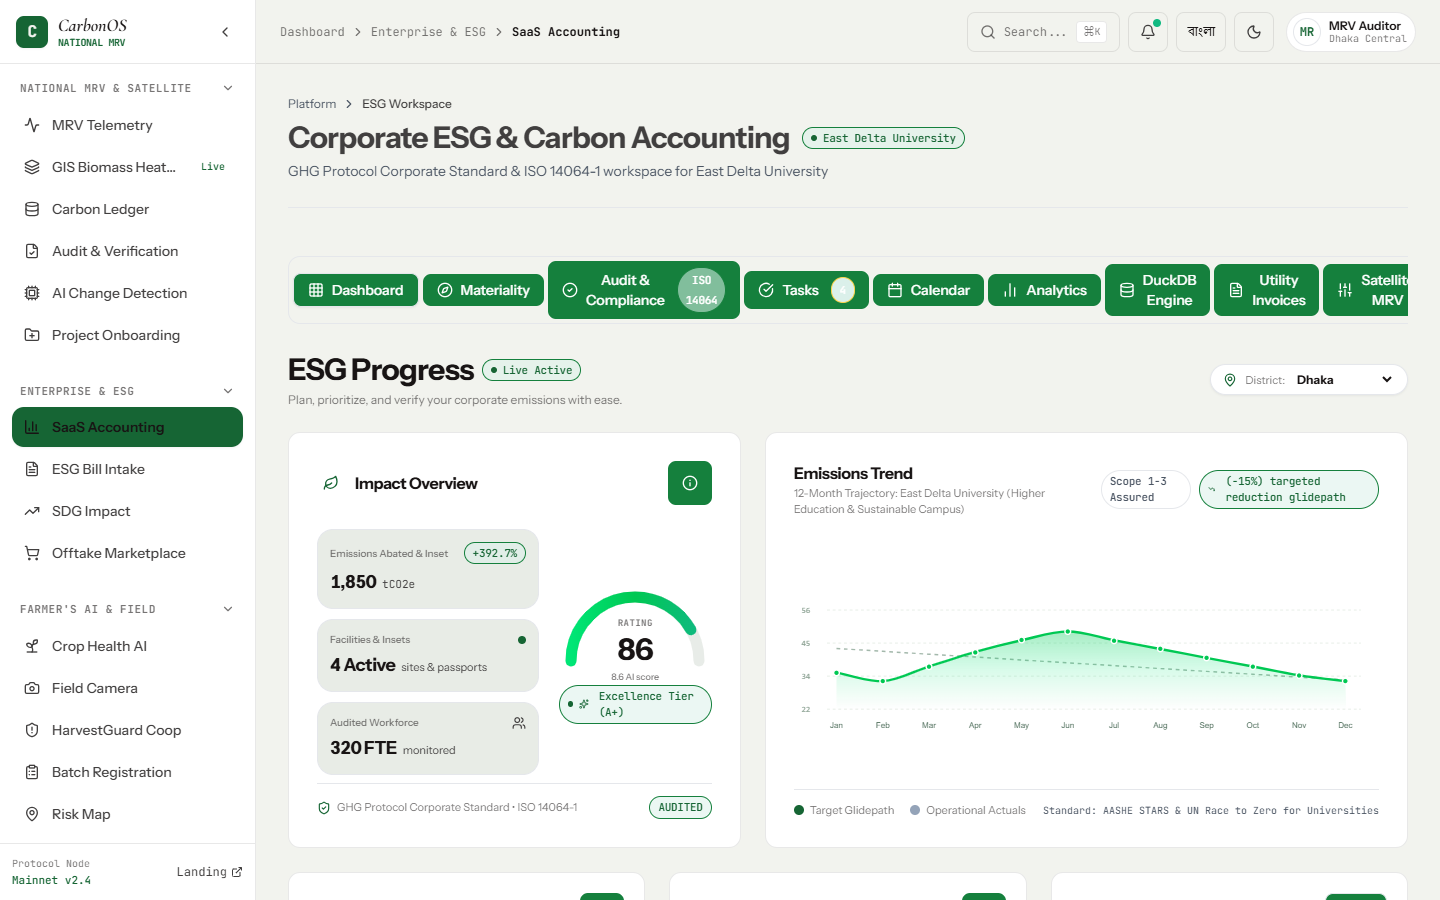 C
CarbonOS
NATIONAL MRV
Dashboard
Enterprise & ESG
SaaS Accounting
Search...
⌘K
বাংলা
MR
MRV Auditor
Dhaka Central
NATIONAL MRV & SATELLITE
MRV Telemetry
GIS Biomass Heat...
Live
Carbon Ledger
Audit & Verification
AI Change Detection
Project Onboarding
ENTERPRISE & ESG
SaaS Accounting
ESG Bill Intake
SDG Impact
Offtake Marketplace
FARMER'S AI & FIELD
Crop Health AI
Field Camera
HarvestGuard Coop
Batch Registration
Risk Map
Protocol Node
Mainnet v2.4
Landing
Platform
ESG Workspace
Corporate ESG & Carbon Accounting
East Delta University
GHG Protocol Corporate Standard & ISO 14064-1 workspace for East Delta University
Dashboard
Materiality
Audit &
Compliance
ISO
14064
Tasks
4
Calendar
Analytics
DuckDB
Engine
Utility
Invoices
Satellite
MRV
ESG Progress
Live Active
Plan, prioritize, and verify your corporate emissions with ease.
District:
Dhaka
Impact Overview
Emissions Abated & Inset
+392.7%
1,850 tCO2e
Facilities & Insets
4 Active sites & passports
Audited Workforce
320 FTE monitored
RATING
86
8.6 AI score
Excellence Tier
(A+)
GHG Protocol Corporate Standard • ISO 14064-1
AUDITED
Emissions Trend
12-Month Trajectory: East Delta University (Higher
Education & Sustainable Campus)
Scope 1-3
Assured
(-15%) targeted
reduction glidepath
56
45
34
22
Jan
Feb
Mar
Apr
May
Jun
Jul
Aug
Sep
Oct
Nov
Dec
Target Glidepath
Operational Actuals
Standard: AASHE STARS & UN Race to Zero for Universities